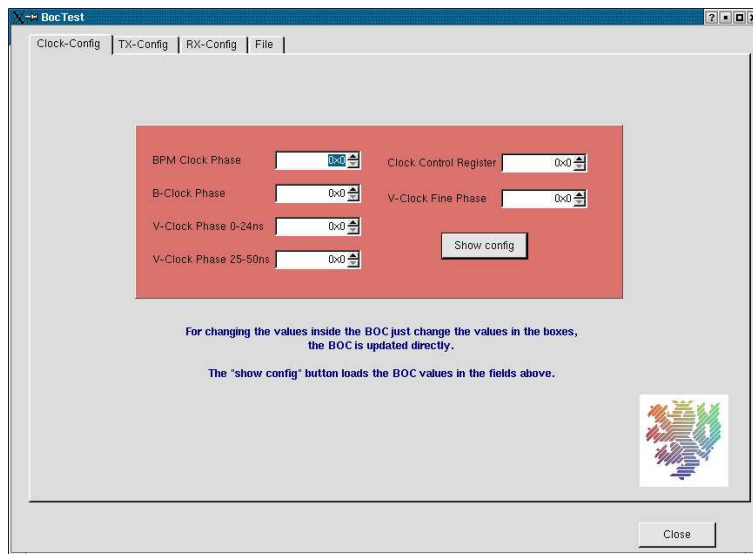 BocTest
Clock-Config TX-Config RX-Config File
BPM Clock Phase 0x0 Clock Control Register 0x0
B-Clock Phase 0x0 V-Clock Fine Phase 0x0
V-Clock Phase 0-24ns 0x0
Show config
V-Clock Phase 25-50ns 0x0
For changing the values inside the BOC just change the values in the boxes,
the BOC is updated directly.
The "show config" button loads the BOC values in the fields above.
Close